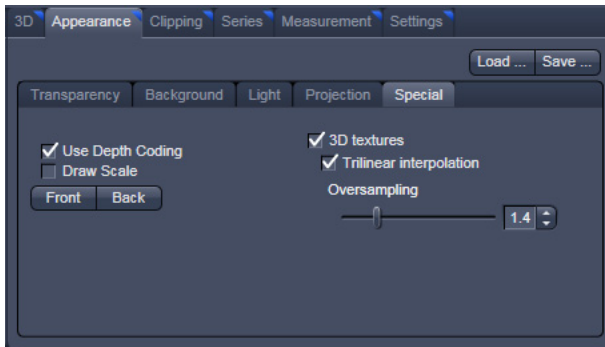 3D Appearance Clipping Series Measurement Settings
Load ... Save ...
Transparency Background Light Projection Special
Use Depth Coding
Draw Scale
Front Back
3D textures
Trilinear interpolation
Oversampling
1.4